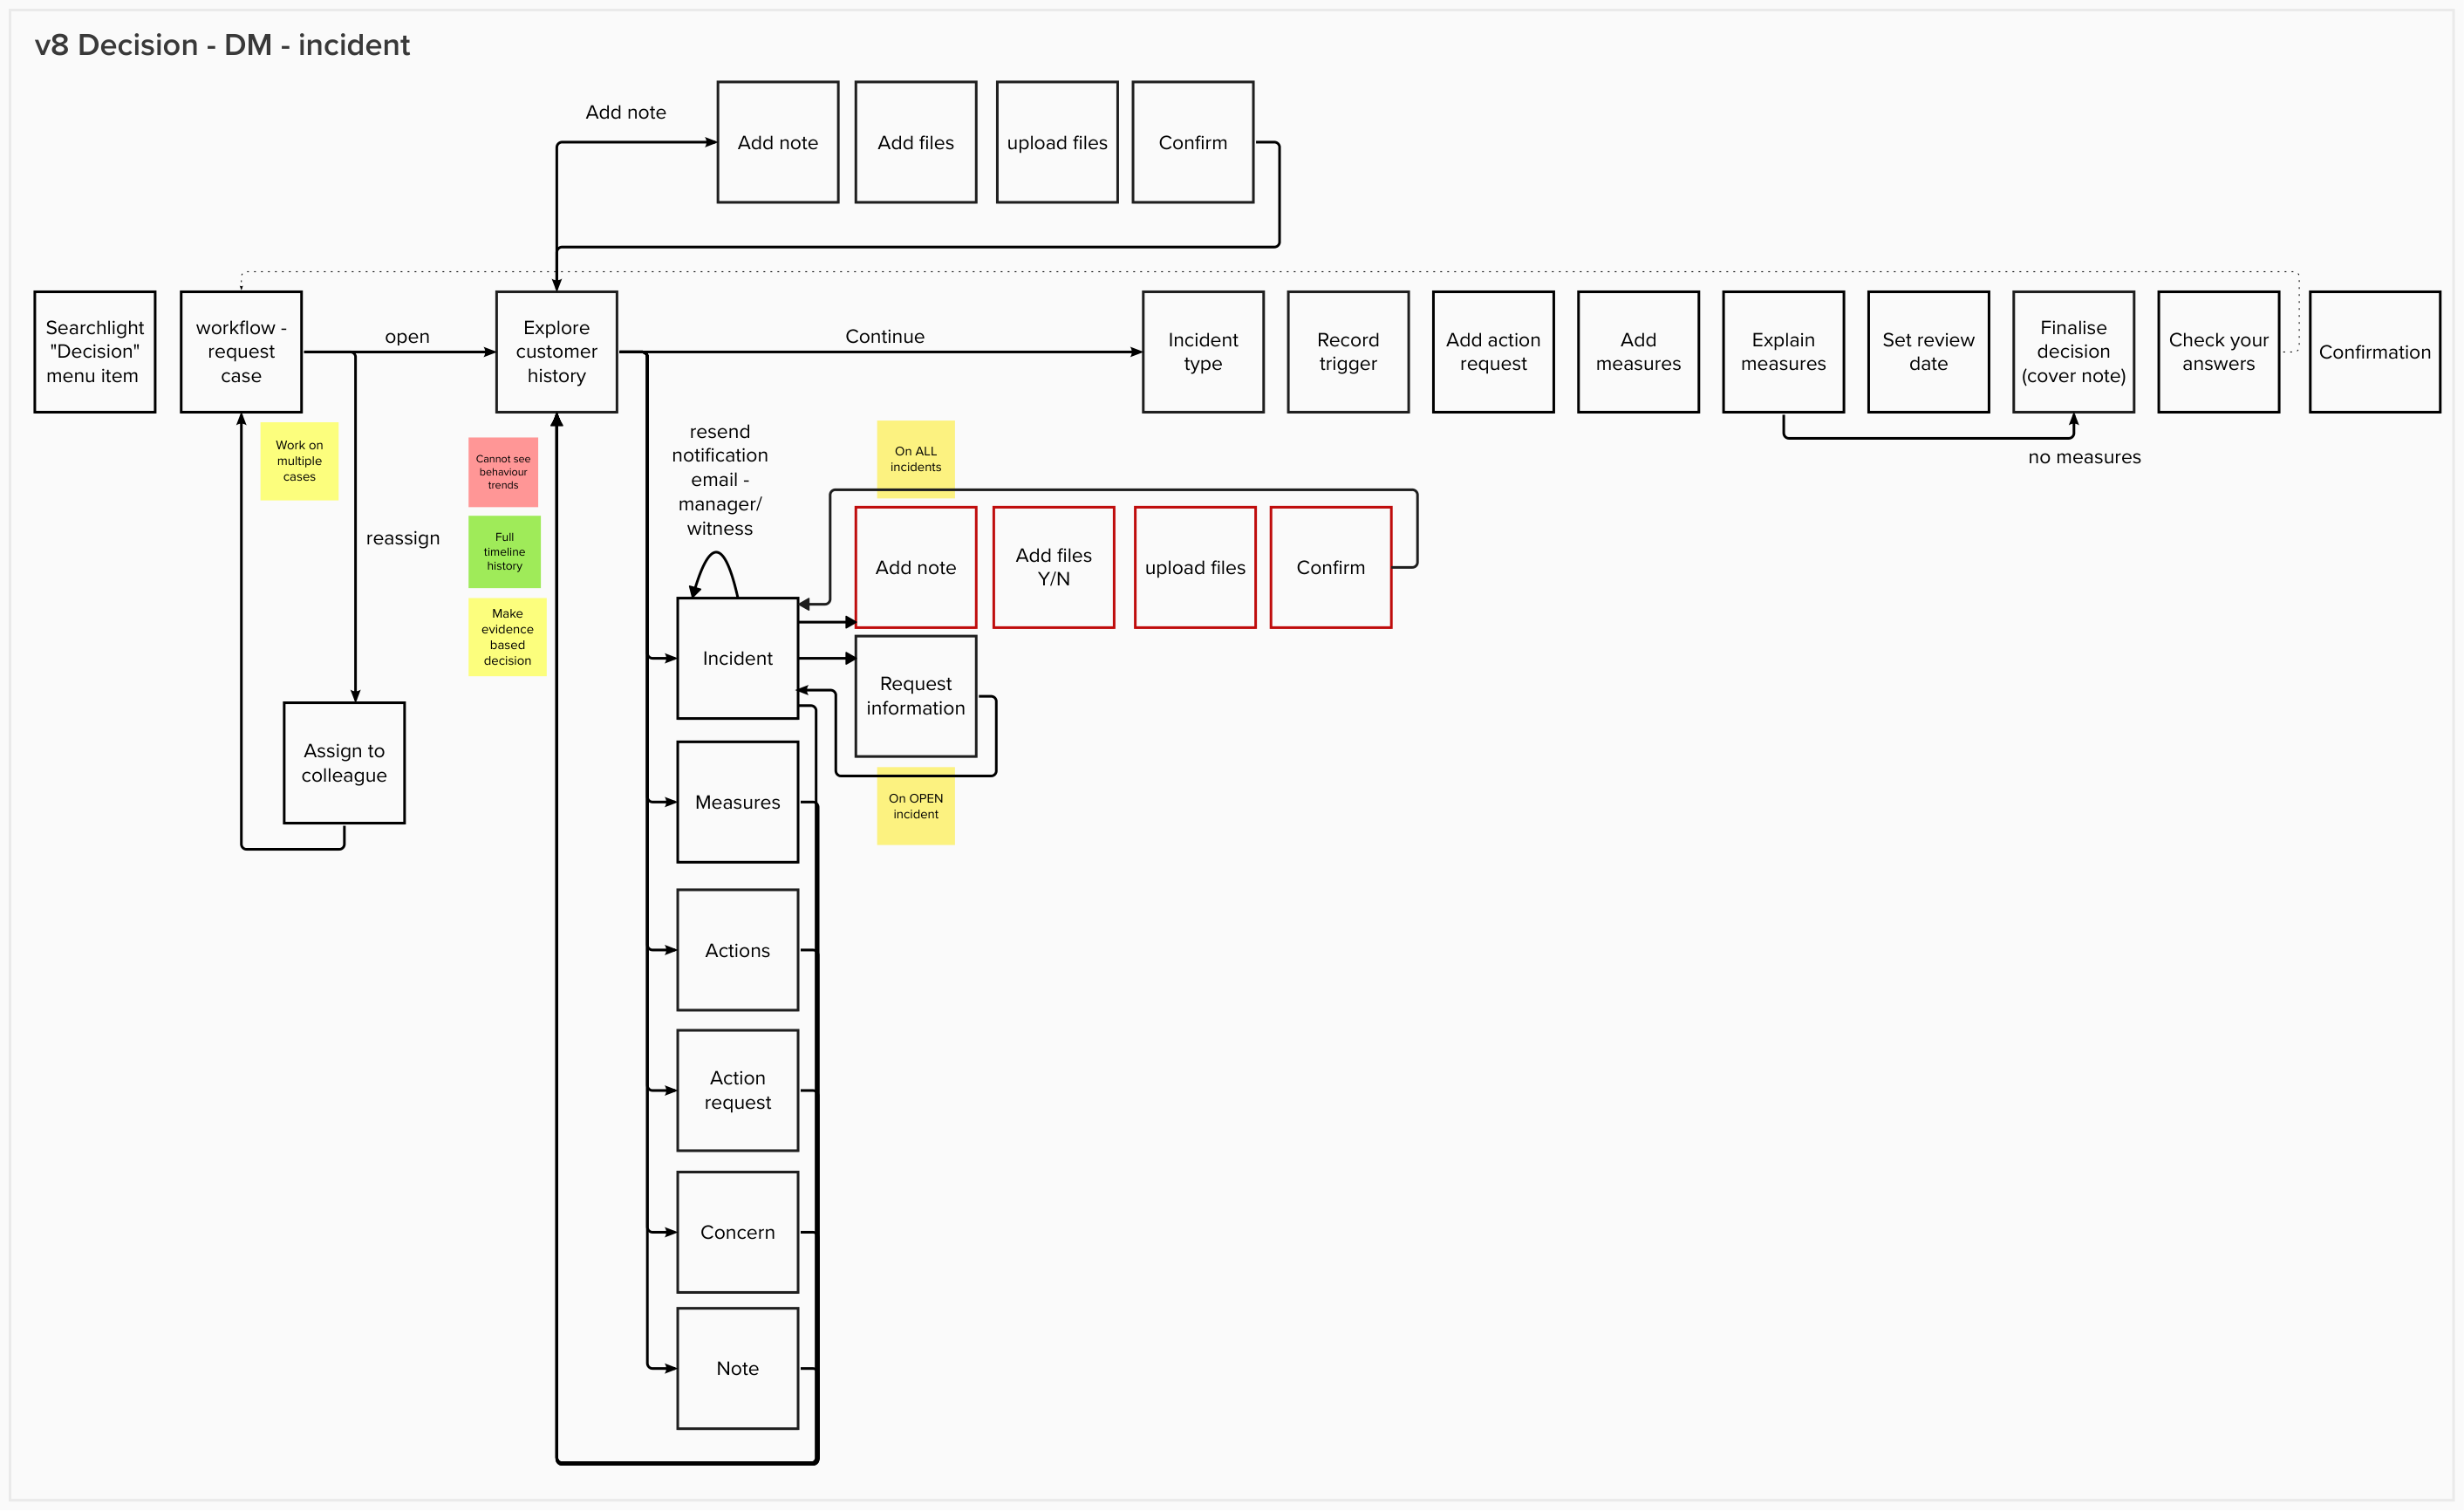 v8 Decision - DM - incident
Add note
Add note
Add files
upload files
Confirm
Searchlight
"Decision"
menu item
workflow -
request
case
open
Explore
customer
history
Continue
Incident
type
Record
trigger
Add action
request
Add
measures
Explain
measures
Set review
date
Finalise
decision
(cover note)
Check your
answers
Confirmation
no measures
Work on
multiple
cases
reassign
Cannot see
behaviour
trends
Full
timeline
history
Make
evidence
based
decision
resend
notification
email -
manager/
witness
On ALL
incidents
Add note
Add files
Y/N
upload files
Confirm
Incident
Request
information
On OPEN
incident
Assign to
colleague
Measures
Actions
Action
request
Concern
Note